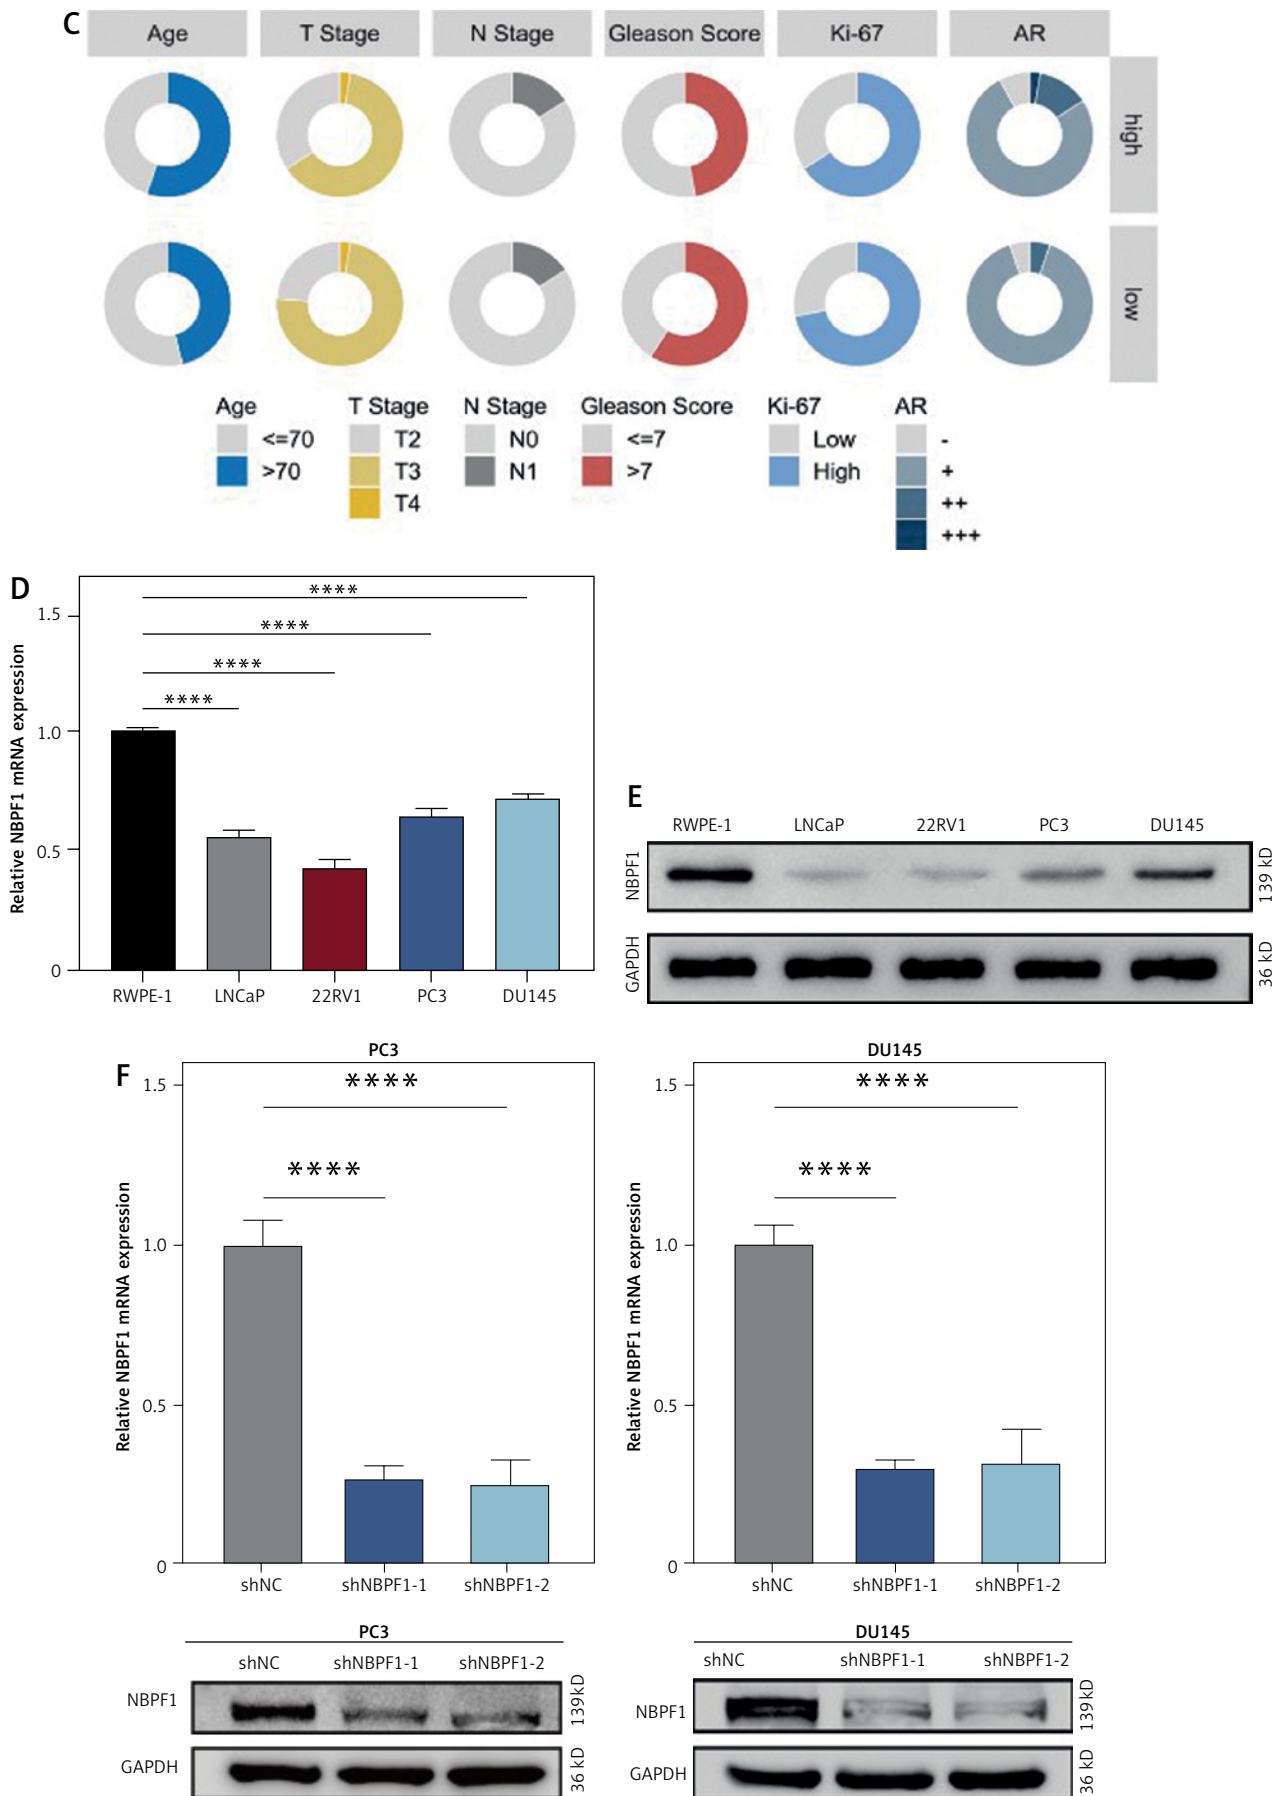 C
Age T Stage N Stage Gleason Score Ki-67 AR
high
low
Age T Stage N Stage Gleason Score Ki-67 AR
<=70 T2 N0 <=7 Low -
>70 T3 N1 >7 High +
T4 ++
+++
D
Relative NBPF1 mRNA expression
1.5
1.0
0.5
0
****
****
****
****
RWPE-1 LNCaP 22RV1 PC3 DU145
E
RWPE-1 LNCaP 22RV1 PC3 DU145
NBPF1 139 kD
GAPDH 36 kD
F
PC3
Relative NBPF1 mRNA expression
1.5
1.0
0.5
0
****
****
shNC shNBPF1-1 shNBPF1-2
DU145
Relative NBPF1 mRNA expression
1.5
1.0
0.5
0
****
****
shNC shNBPF1-1 shNBPF1-2
PC3
shNC shNBPF1-1 shNBPF1-2
NBPF1 139kD
GAPDH 36 kD
DU145
shNC shNBPF1-1 shNBPF1-2
NBPF1 139kD
GAPDH 36 kD